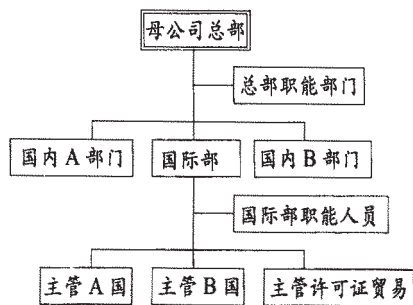 母公司总部
总部职能部门
国内A部门 国际部 国内B部门
国际部职能人员
主管A国 主管B国 主管许可证贸易